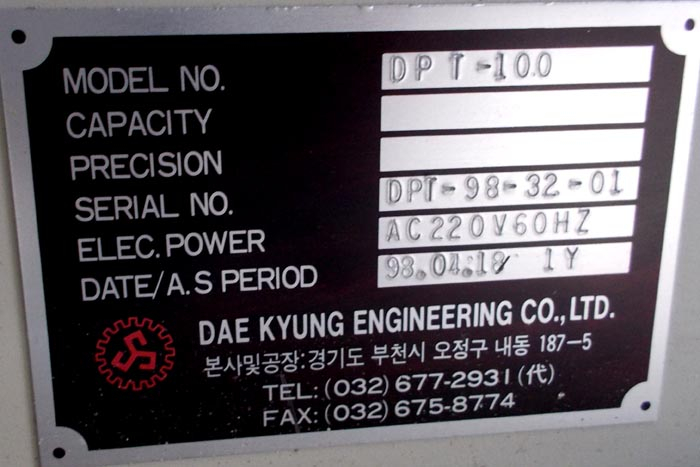 MODEL NO. DPT-100
CAPACITY
PRECISION
SERIAL NO. DPT-98-32-01
ELEC. POWER AC220V60HZ
DATE/A.S PERIOD 98.04.18 1Y
DAE KYUNG ENGINEERING CO., LTD.
본사및공장:경기도 부천시 오정구 내동 187-5
TEL: (032) 677-2931 (代)
FAX: (032) 675-8774